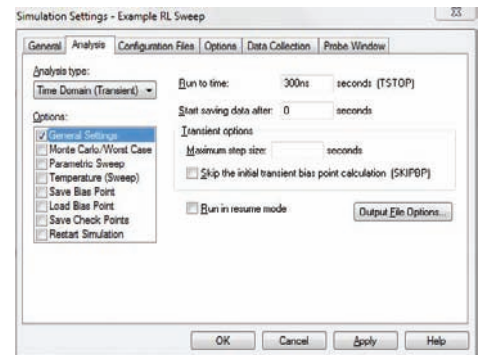 Simulation Settings - Example RL Sweep
General Analysis Configuration Files Options Data Collection Probe Window
Analysis type:
Time Domain (Transient)
Options:
General Settings
Monte Carlo/Worst Case
Parametric Sweep
Temperature (Sweep)
Save Bias Point
Load Bias Point
Save Check Points
Restart Simulation
Run to time: 300ns seconds (TSTOP)
Start saving data after: 0 seconds
Transient options
Maximum step size: seconds
Skip the initial transient bias point calculation (SKIPBP)
Run in resume mode
Output File Options...
OK Cancel Apply Help